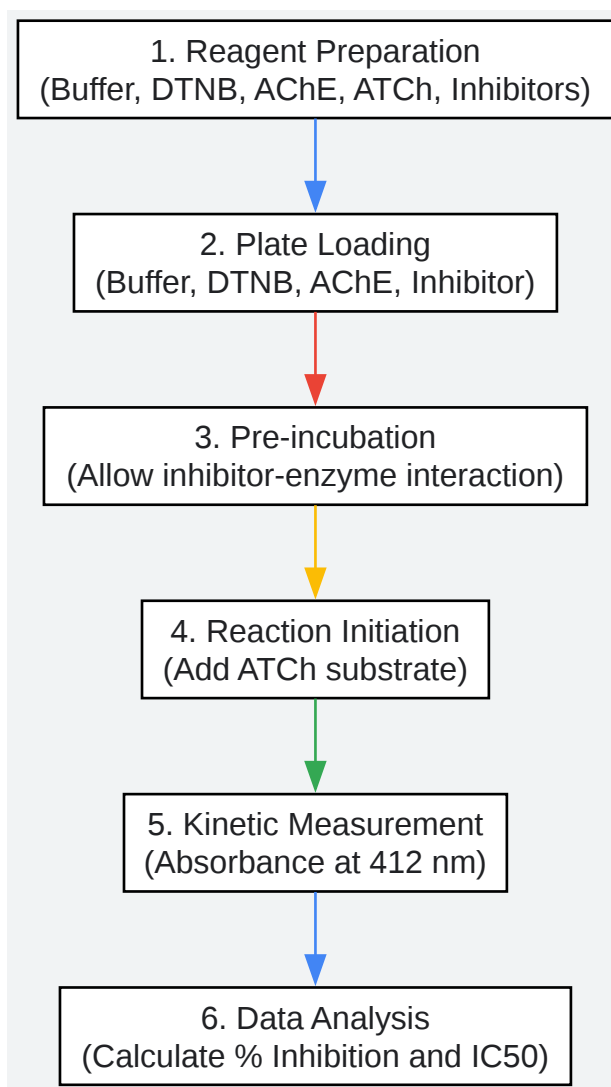 1. Reagent Preparation
(Buffer, DTNB, AChE, ATCh, Inhibitors)
2. Plate Loading
(Buffer, DTNB, AChE, Inhibitor)
3. Pre-incubation
(Allow inhibitor-enzyme interaction)
4. Reaction Initiation
(Add ATCh substrate)
5. Kinetic Measurement
(Absorbance at 412 nm)
6. Data Analysis
(Calculate % Inhibition and IC50)